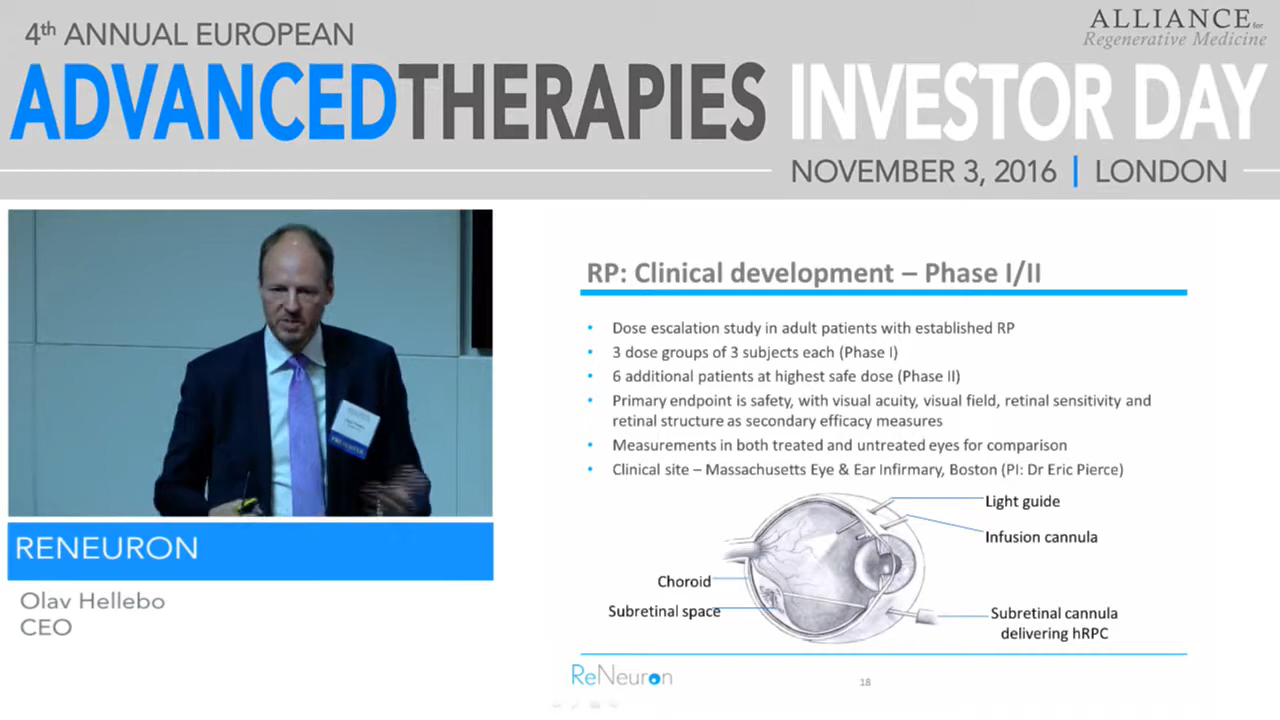 4th ANNUAL EUROPEAN
ALLIANCE for
Regenerative Medicine
ADVANCEDTHERAPIES INVESTOR DAY
NOVEMBER 3, 2016 | LONDON
RP: Clinical development – Phase I/II
• Dose escalation study in adult patients with established RP
• 3 dose groups of 3 subjects each (Phase I)
• 6 additional patients at highest safe dose (Phase II)
• Primary endpoint is safety, with visual acuity, visual field, retinal sensitivity and
retinal structure as secondary efficacy measures
• Measurements in both treated and untreated eyes for comparison
• Clinical site – Massachusetts Eye & Ear Infirmary, Boston (PI: Dr Eric Pierce)
Light guide
Infusion cannula
Choroid
Subretinal space
Subretinal cannula
delivering hRPC
ReNeuron
18
PRESENTER
RENEURON
Olav Hellebo
CEO